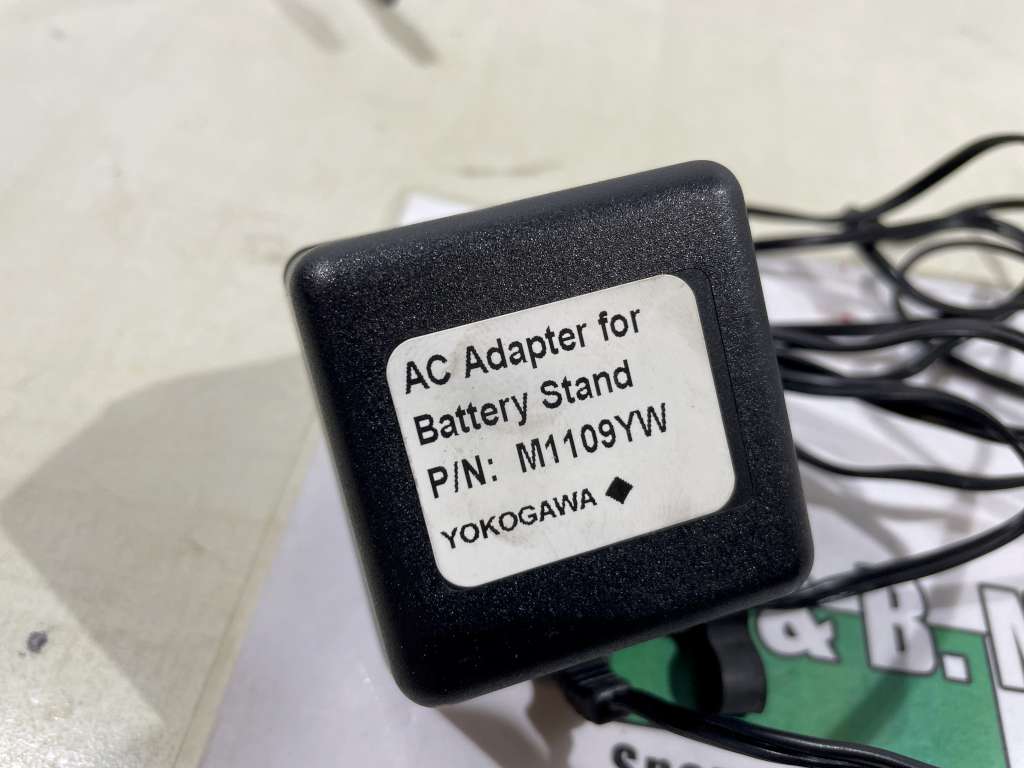 AC Adapter for
Battery Stand
P/N: M1109YW
YOKOGAWA
& B.